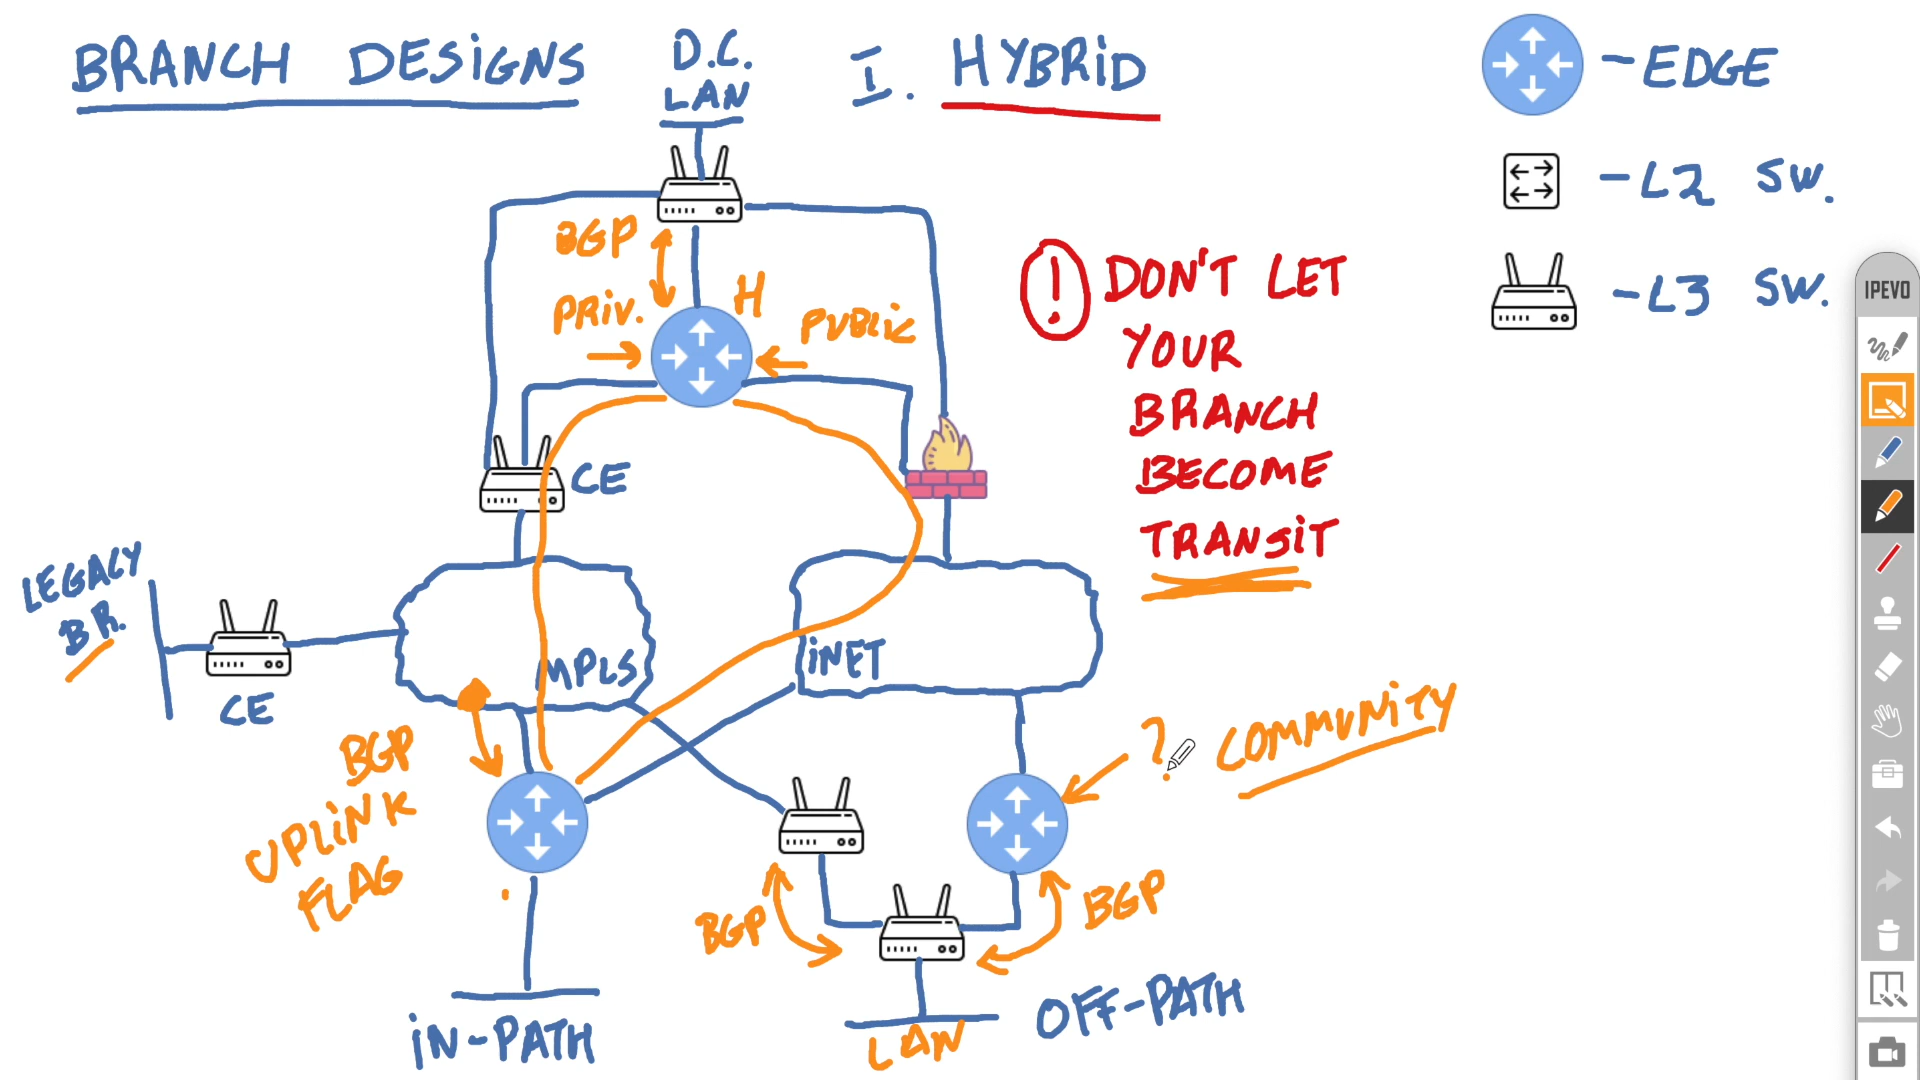 BRANCH DESIGNS
D.C.
LAN
I. HYBRID
- EDGE
- L2 SW.
- L3 SW.
IPEVO
BGP
PRIV.
H
PUBLIC
! DON'T LET
YOUR
BRANCH
BECOME
TRANSIT
CE
LEGACY
BR.
CE
MPLS
iNET
BGP
UPLINK
FLAG
? COMMUNITY
BGP
BGP
iN-PATH
LAN
OFF-PATH